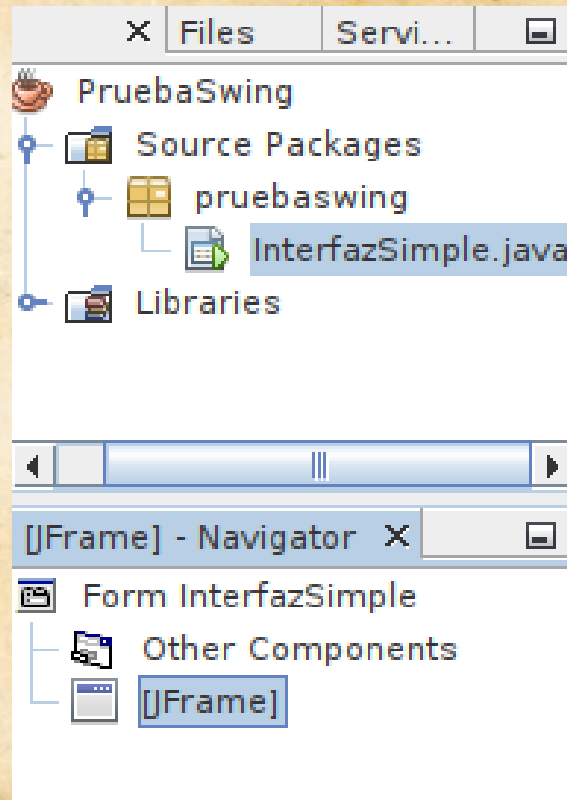 Files Servi...
PruebaSwing
Source Packages
pruebaswing
InterfazSimple.java
Libraries
[JFrame] - Navigator
Form InterfazSimple
Other Components
[JFrame]